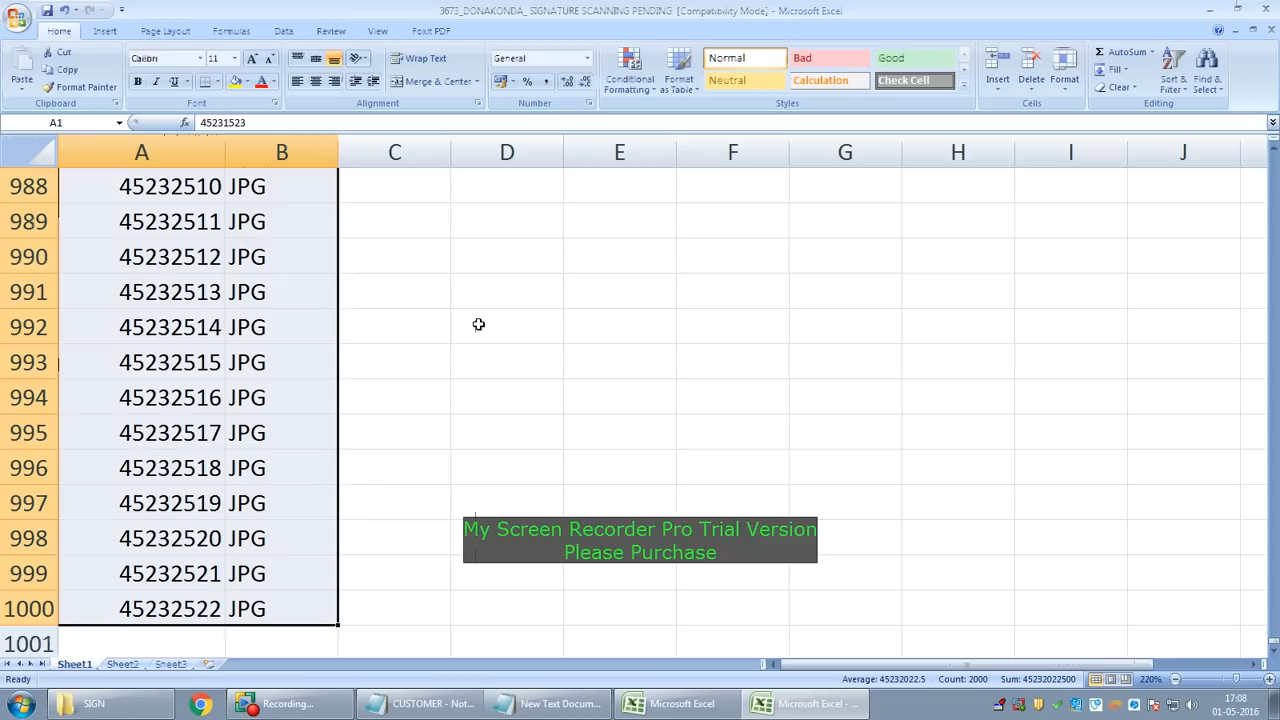 3673_DONAKONDA_ SIGNATURE SCANNING PENDING [Compatibility Mode] - Microsoft Excel
Home Insert Page Layout Formulas Data Review View Foxit PDF
Paste
Cut
Copy
Format Painter
Clipboard
Calibri 11
Font
Wrap Text
Merge & Center
Alignment
General
Number
Conditional Formatting
Format as Table
Normal Bad Good
Neutral Calculation Check Cell
Styles
Insert Delete Format
Cells
AutoSum
Fill
Clear
Sort & Filter
Find & Select
Editing
A1 fx 45231523
A B C D E F G H I J
988 45232510 JPG
989 45232511 JPG
990 45232512 JPG
991 45232513 JPG
992 45232514 JPG
993 45232515 JPG
994 45232516 JPG
995 45232517 JPG
996 45232518 JPG
997 45232519 JPG
998 45232520 JPG
999 45232521 JPG
1000 45232522 JPG
1001
My Screen Recorder Pro Trial Version
Please Purchase
Sheet1 Sheet2 Sheet3
Ready Average: 45232022.5 Count: 2000 Sum: 45232022500 220%
SIGN Recording... CUSTOMER - Not... New Text Docum... Microsoft Excel Microsoft Excel - ... 17:08
01-05-2016